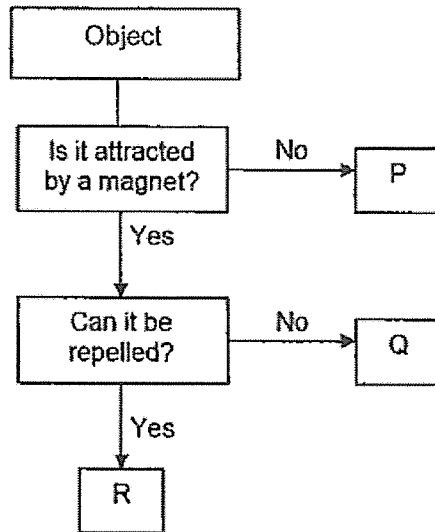 Object
Is it attracted
by a magnet?
No
P
Yes
Can it be
repelled?
No
Q
Yes
R